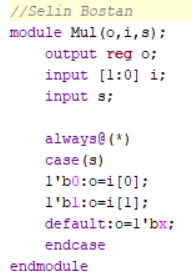 //Selin Bostan
module Mul(o,i,s);
    output reg o;
    input [1:0] i;
    input s;

    always@(*)
    case(s)
    1'b0:o=i[0];
    1'b1:o=i[1];
    default:o=1'bx;
    endcase
endmodule